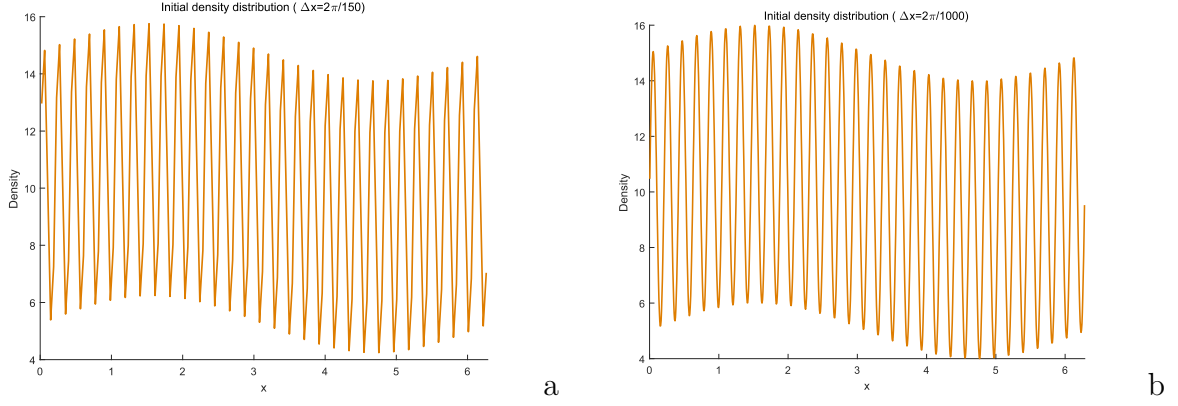 Initial density distribution ( Δx=2π/150)
16
14
12
10
8
6
4
Density
0 1 2 3 4 5 6
x
a
Initial density distribution ( Δx=2π/1000)
16
14
12
10
8
6
4
Density
0 1 2 3 4 5 6
x
b